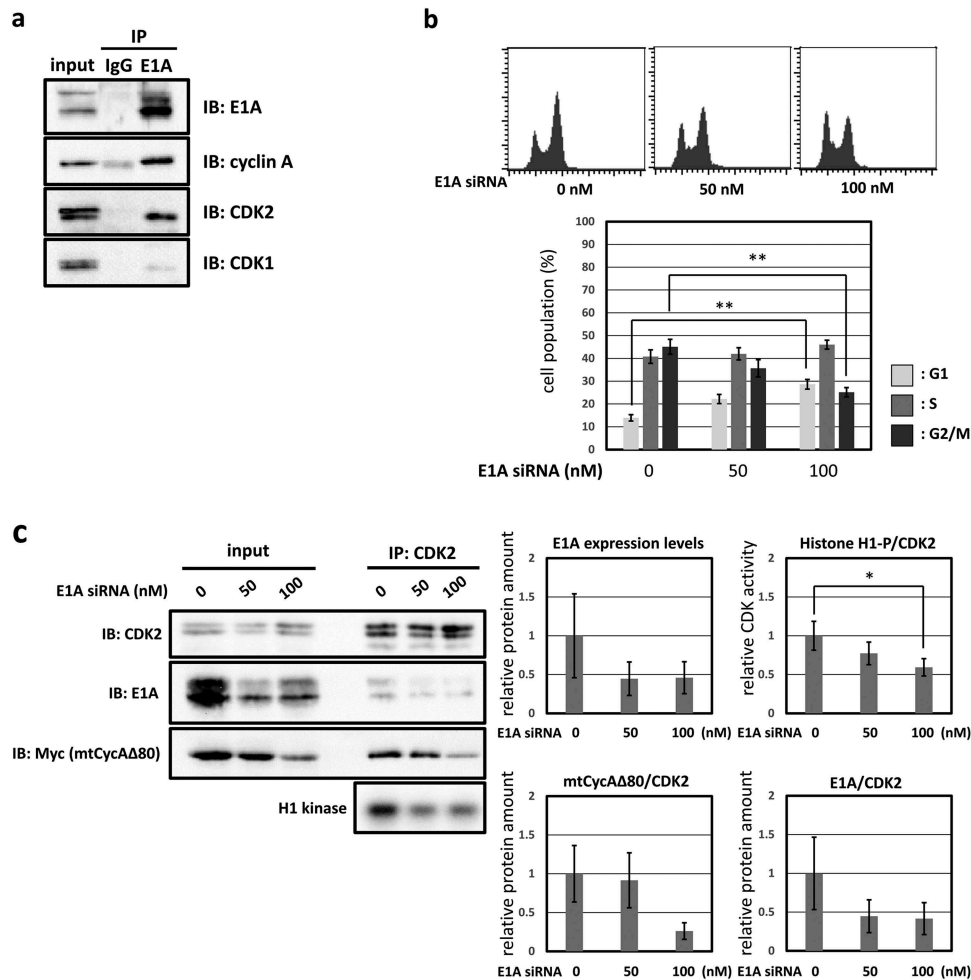 a
IP
input IgG E1A
IB: E1A
IB: cyclin A
IB: CDK2
IB: CDK1
b
E1A siRNA
0 nM 50 nM 100 nM
cell population (%)
100
90
80
70
60
50
40
30
20
10
0
**
**
: G1
: S
: G2/M
E1A siRNA (nM) 0 50 100
c
input IP: CDK2
E1A siRNA (nM) 0 50 100 0 50 100
IB: CDK2
IB: E1A
IB: Myc (mtCycAΔ80)
H1 kinase
E1A expression levels
relative protein amount
2
1.5
1
0.5
0
E1A siRNA 0 50 100 (nM)
Histone H1-P/CDK2
relative CDK activity
2
1.5
1
0.5
0
*
E1A siRNA 0 50 100 (nM)
mtCycAΔ80/CDK2
relative protein amount
2
1.5
1
0.5
0
E1A siRNA 0 50 100 (nM)
E1A/CDK2
relative protein amount
2
1.5
1
0.5
0
E1A siRNA 0 50 100 (nM)